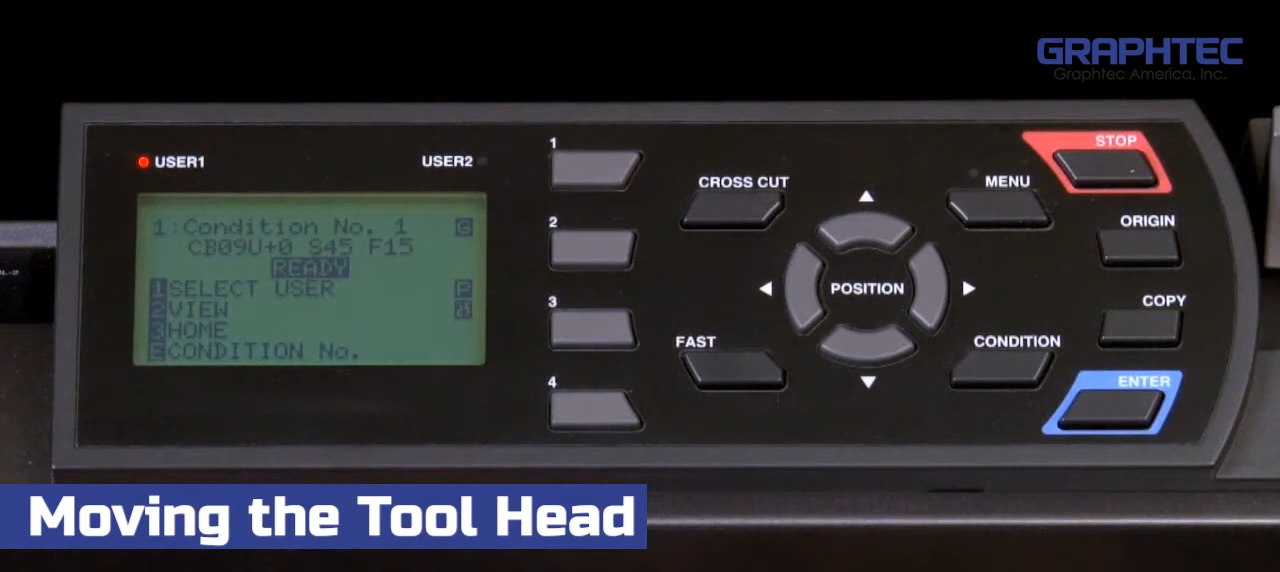 GRAPHTEC
Graphtec America, Inc.
USER1
USER2
1:Condition No. 1 G
CB09U+0 S45 F15
READY
1 SELECT USER P
2 VIEW
3 HOME
E CONDITION No.
1
2
3
4
CROSS CUT
MENU
STOP
ORIGIN
POSITION
COPY
FAST
CONDITION
ENTER
Moving the Tool Head